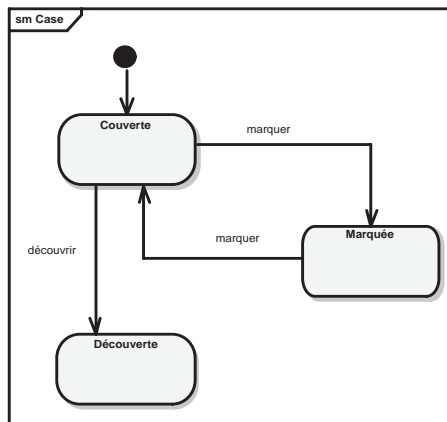 sm Case
Couverte
marquer
marquer
Marquée
découvrir
Découverte